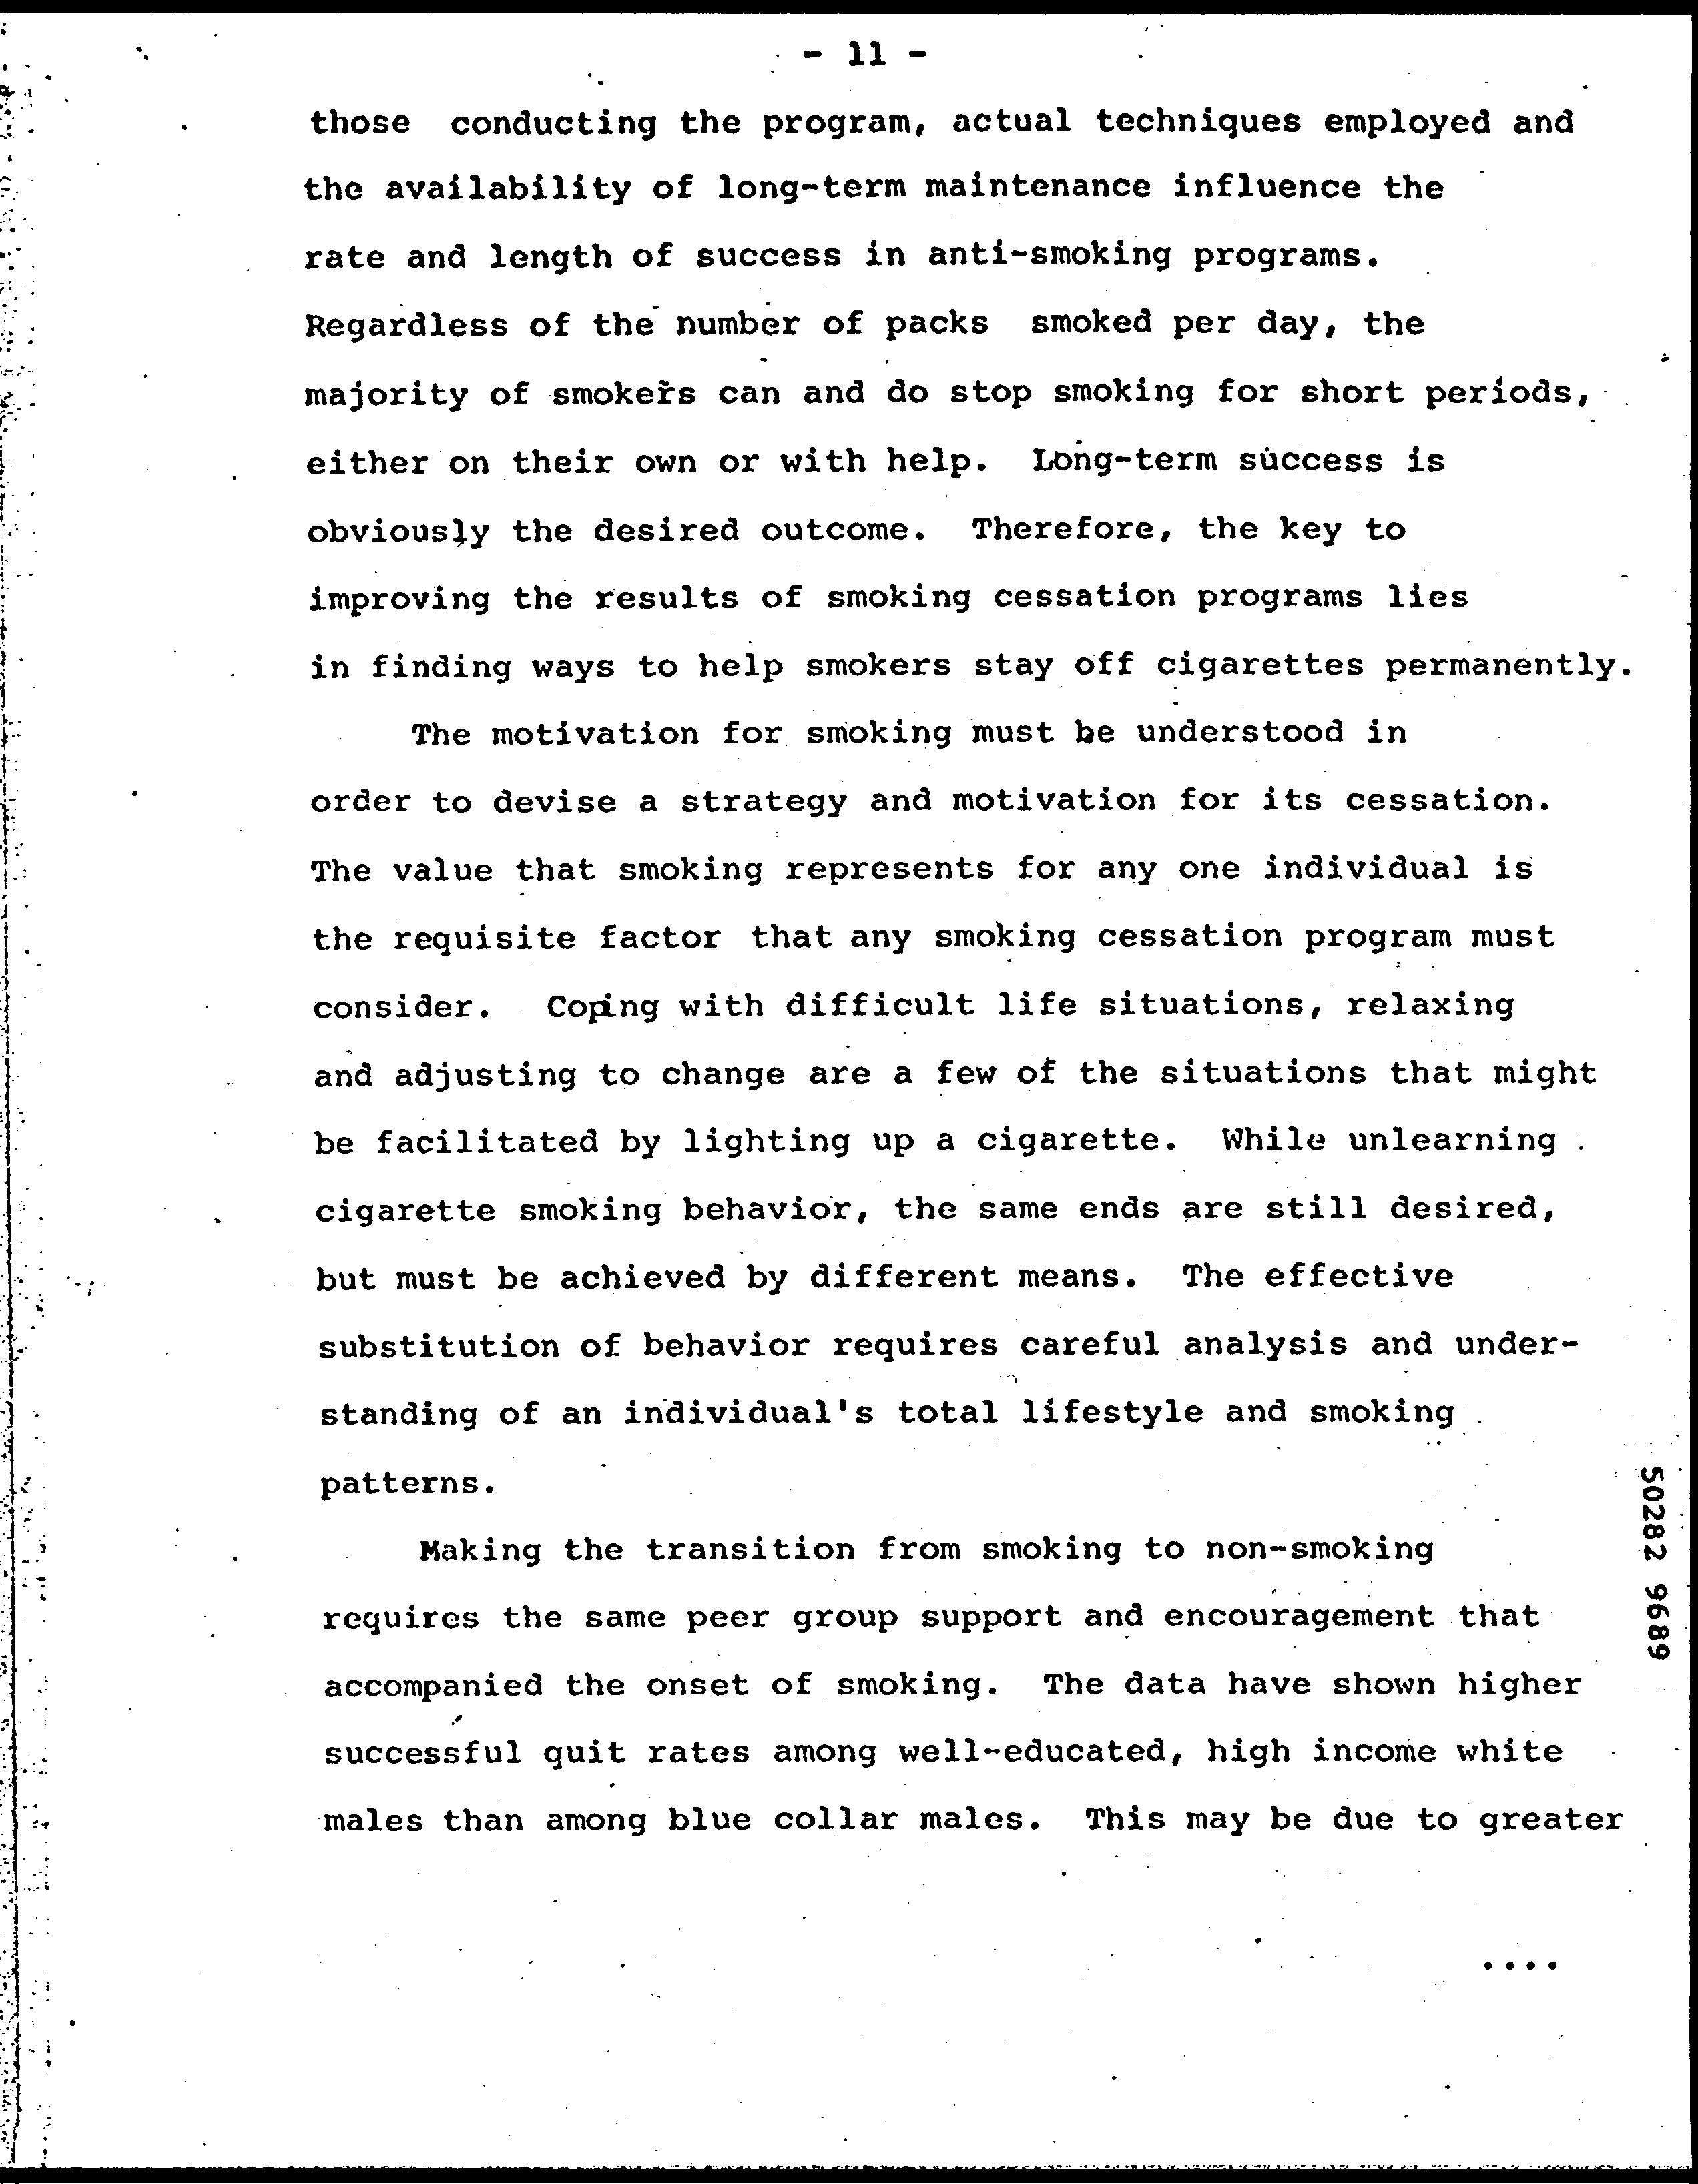 - 11 -
those conducting the program, actual techniques employed and
the availability of long-term maintenance influence the
rate and length of success in anti-smoking programs.
Regardless of the number of packs smoked per day, the
majority of smokers can and do stop smoking for short periods,
either on their own or with help. Long-term success is
obviously the desired outcome. Therefore, the key to
improving the results of smoking cessation programs lies
in finding ways to help smokers stay off cigarettes permanently.
The motivation for smoking must be understood in
order to devise a strategy and motivation for its cessation.
The value that smoking represents for any one individual is
the requisite factor that any smoking cessation program must
consider. Coping with difficult life situations, relaxing
and adjusting to change are a few of the situations that might
be facilitated by lighting up a cigarette. While unlearning
cigarette smoking behavior, the same ends are still desired,
but must be achieved by different means. The effective
substitution of behavior requires careful analysis and under-
standing of an individual's total lifestyle and smoking
patterns.
Making the transition from smoking to non-smoking
requires the same peer group support and encouragement that
accompanied the onset of smoking. The data have shown higher
successful quit rates among well-educated, high income white
males than among blue collar males. This may be due to greater
....
50282 9689